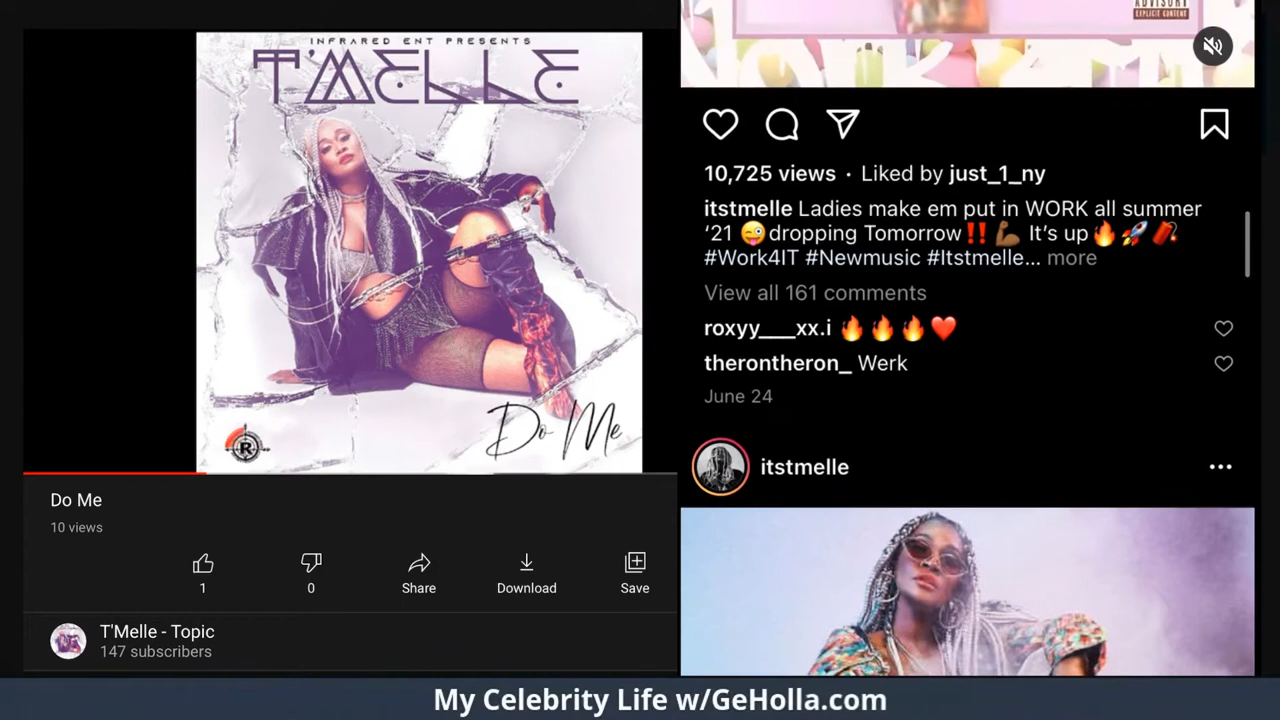 INFRARED ENT PRESENTS
T'MELLE
Do Me
R
Do Me
10 views
1
0
Share
Download
Save
T'Melle - Topic
147 subscribers
ADVISORY
EXPLICIT CONTENT
10,725 views · Liked by just_1_ny
itstmelle Ladies make em put in WORK all summer
‘21 😜dropping Tomorrow‼️💪🏾 It’s up🔥🚀🧨
#Work4IT #Newmusic #Itstmelle... more
View all 161 comments
roxyy___xx.i 🔥🔥🔥❤️
therontheron_ Werk
June 24
itstmelle
My Celebrity Life w/GeHolla.com